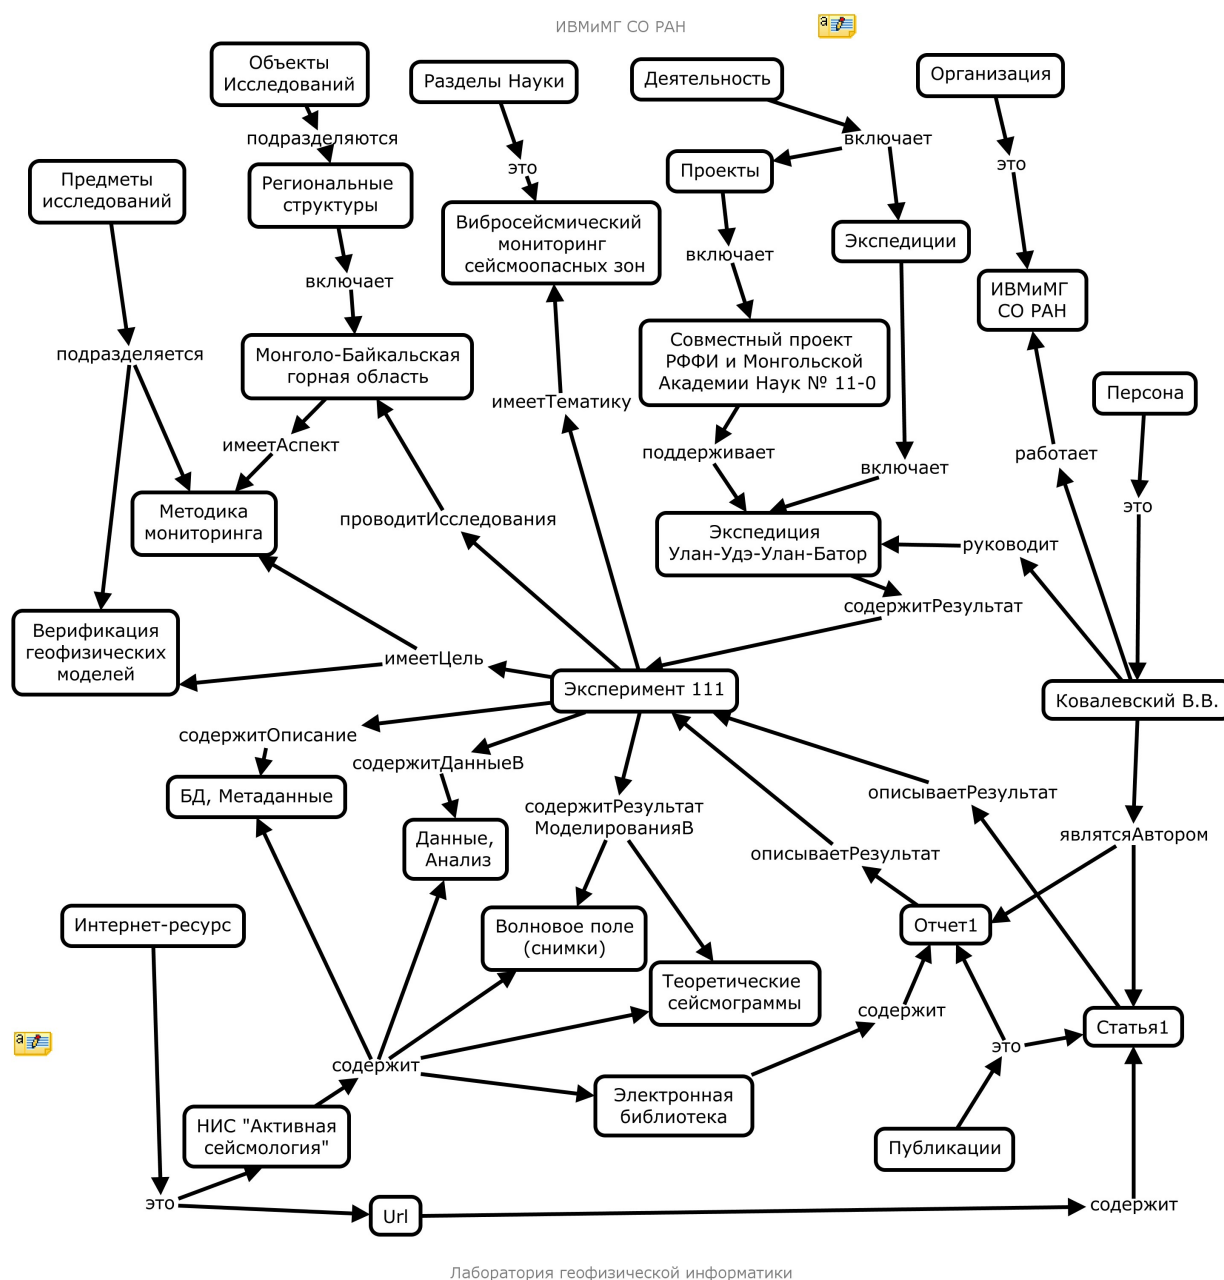 ИВМиМГ СО РАН
Объекты
Исследований
Разделы Науки
Деятельность
Организация
подразделяются
включает
это
это
Предметы
исследований
Региональные
структуры
Проекты
Вибросейсмический
мониторинг
сейсмоопасных зон
Экспедиции
включает
включает
ИВМиМГ
СО РАН
подразделяется
Монголо-Байкальская
горная область
Совместный проект
РФФИ и Монгольской
Академии Наук № 11-0
Персона
имеетТематику
имеетАспект
поддерживает
работает
включает
Методика
мониторинга
проводитИсследования
это
Экспедиция
Улан-Удэ-Улан-Батор
руководит
содержитРезультат
Верификация
геофизических
моделей
имеетЦель
Эксперимент 111
Ковалевский В.В.
содержитОписание
содержитДанныеВ
БД, Метаданные
содержитРезультат
МоделированияВ
описываетРезультат
являтсяАвтором
Данные,
Анализ
описываетРезультат
Интернет-ресурс
Волновое поле
(снимки)
Отчет1
Теоретические
сейсмограммы
содержит
Статья1
это
содержит
Электронная
библиотека
НИС "Активная
сейсмология"
Публикации
это
Url
содержит
Лаборатория геофизической информатики